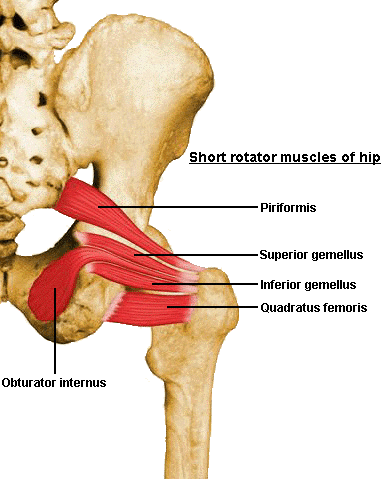 Short rotator muscles of hip
Piriformis
Superior gemellus
Inferior gemellus
Quadratus femoris
Obturator internus